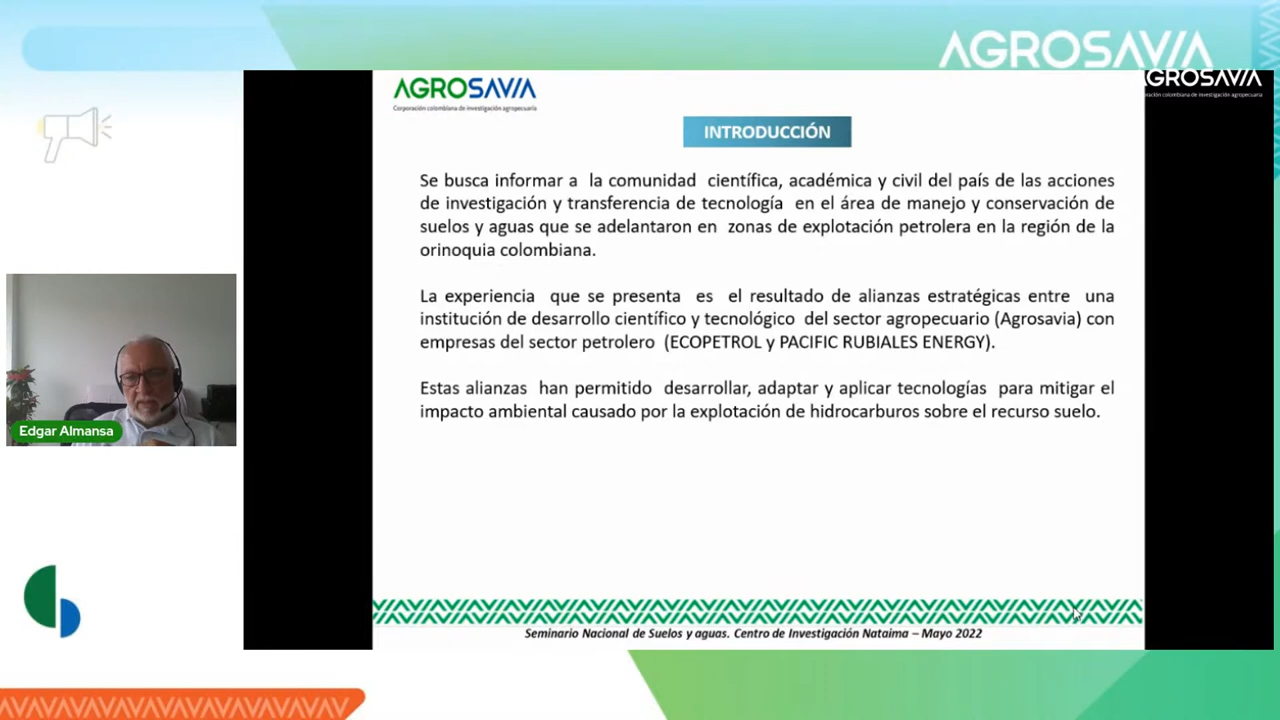 AGROSAVIA
AGROSAVIA
Corporación colombiana de investigación agropecuaria
GROSAVIA
oración colombiana de investigación agropecuaria
INTRODUCCIÓN
Se busca informar a la comunidad científica, académica y civil del país de las acciones
de investigación y transferencia de tecnología en el área de manejo y conservación de
suelos y aguas que se adelantaron en zonas de explotación petrolera en la región de la
orinoquia colombiana.
La experiencia que se presenta es el resultado de alianzas estratégicas entre una
institución de desarrollo científico y tecnológico del sector agropecuario (Agrosavia) con
empresas del sector petrolero (ECOPETROL y PACIFIC RUBIALES ENERGY).
Estas alianzas han permitido desarrollar, adaptar y aplicar tecnologías para mitigar el
impacto ambiental causado por la explotación de hidrocarburos sobre el recurso suelo.
Edgar Almansa
Seminario Nacional de Suelos y aguas. Centro de Investigación Nataima – Mayo 2022